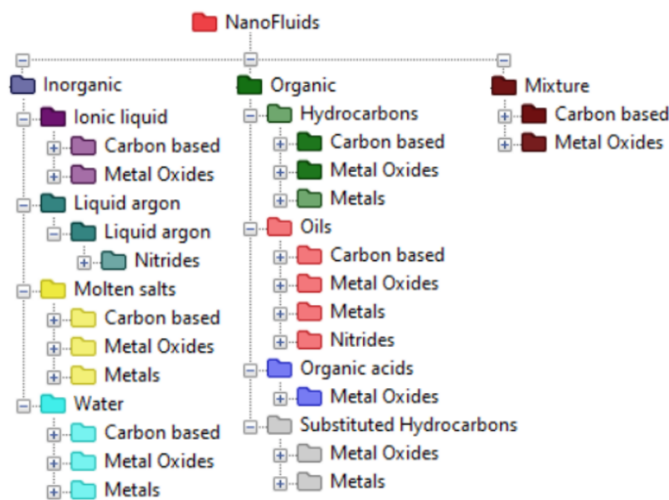 NanoFluids
Inorganic
Ionic liquid
Carbon based
Metal Oxides
Liquid argon
Liquid argon
Nitrides
Molten salts
Carbon based
Metal Oxides
Metals
Water
Carbon based
Metal Oxides
Metals
Organic
Hydrocarbons
Carbon based
Metal Oxides
Metals
Oils
Carbon based
Metal Oxides
Metals
Nitrides
Organic acids
Metal Oxides
Substituted Hydrocarbons
Metal Oxides
Metals
Mixture
Carbon based
Metal Oxides